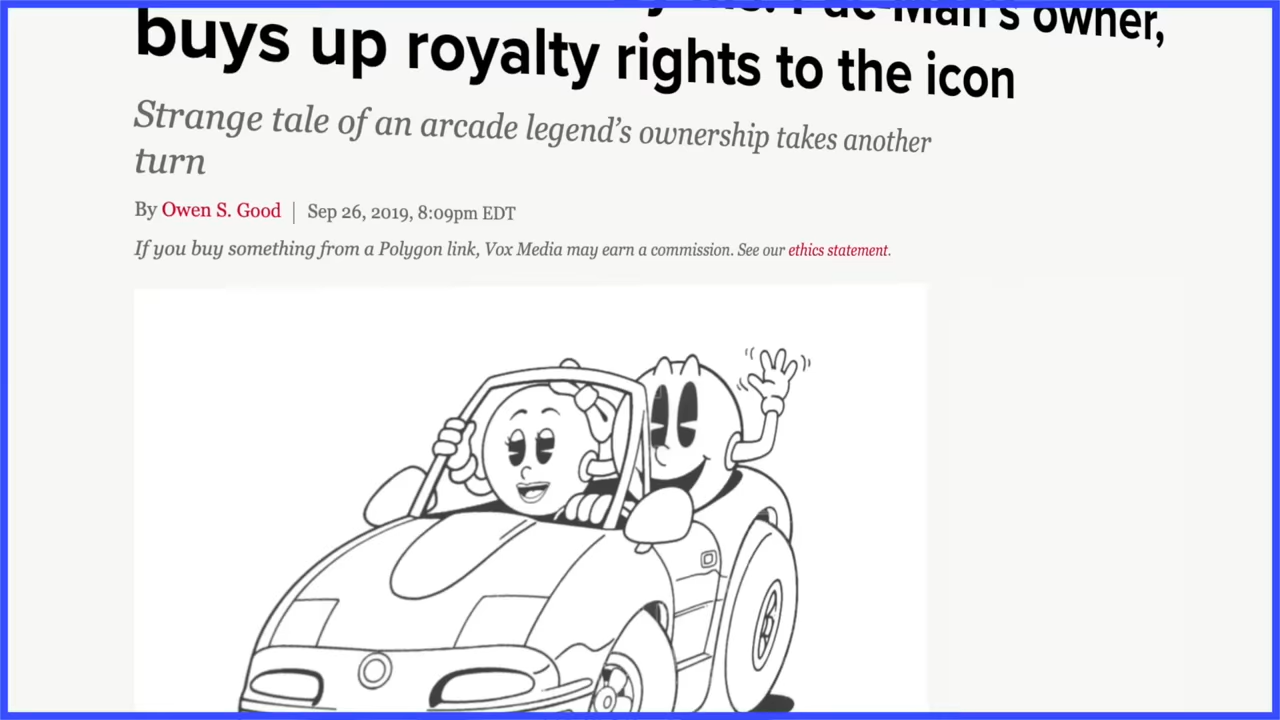 Man's owner,
buys up royalty rights to the icon
Strange tale of an arcade legend's ownership takes another
turn
By Owen S. Good | Sep 26, 2019, 8:09pm EDT
If you buy something from a Polygon link, Vox Media may earn a commission. See our ethics statement.